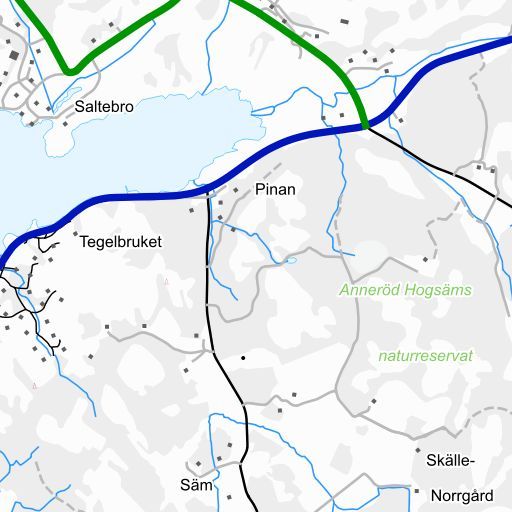 Saltebro
Pinan
Tegelbruket
Anneröd Hogsäms
naturreservat
Skälle-
Norrgård
Säm